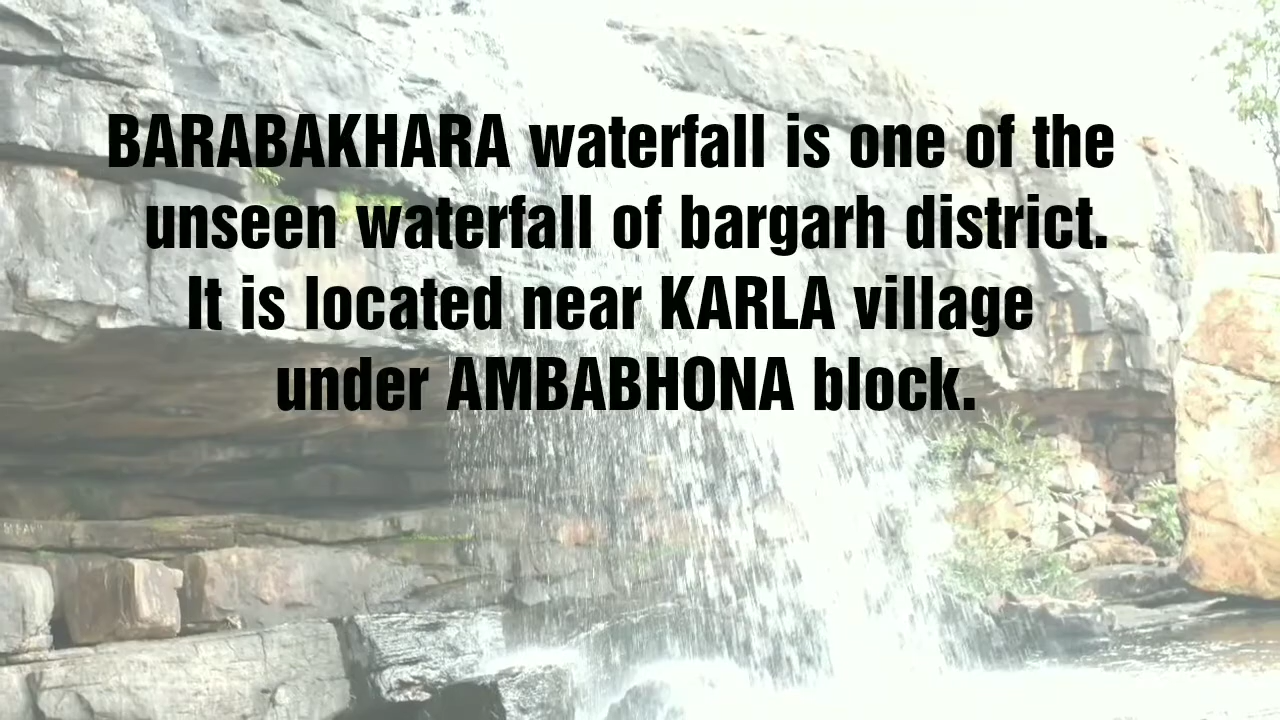 BARABAKHARA waterfall is one of the
unseen waterfall of bargarh district.
It is located near KARLA village
under AMBABHONA block.